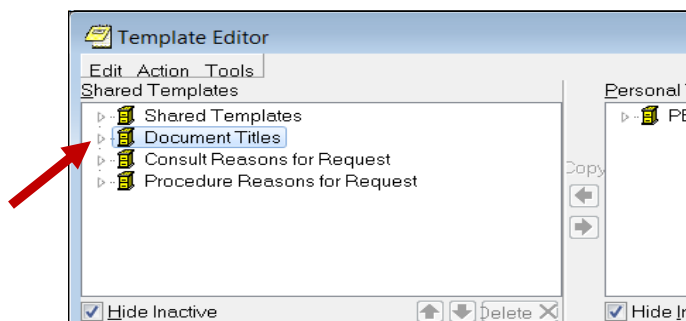 Template Editor
Edit Action Tools
Shared Templates
Personal
Shared Templates
Document Titles
Consult Reasons for Request
Procedure Reasons for Request
Copy
Hide Inactive
Delete
Hide